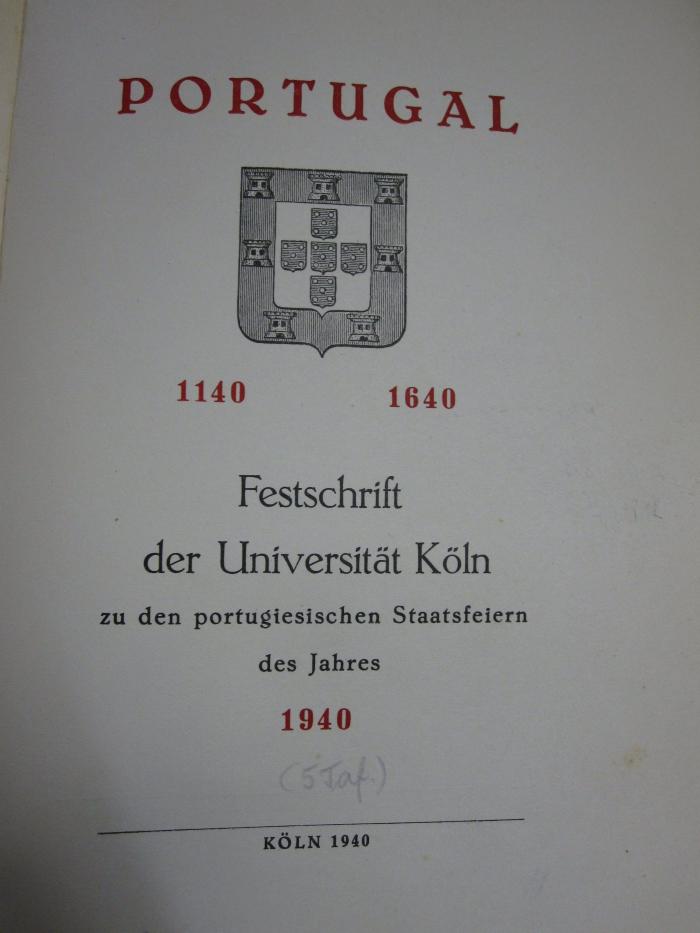 PORTUGAL
1140 1640
Festschrift
der Universität Köln
zu den portugiesischen Staatsfeiern
des Jahres
1940
(5 Taf.)
KÖLN 1940